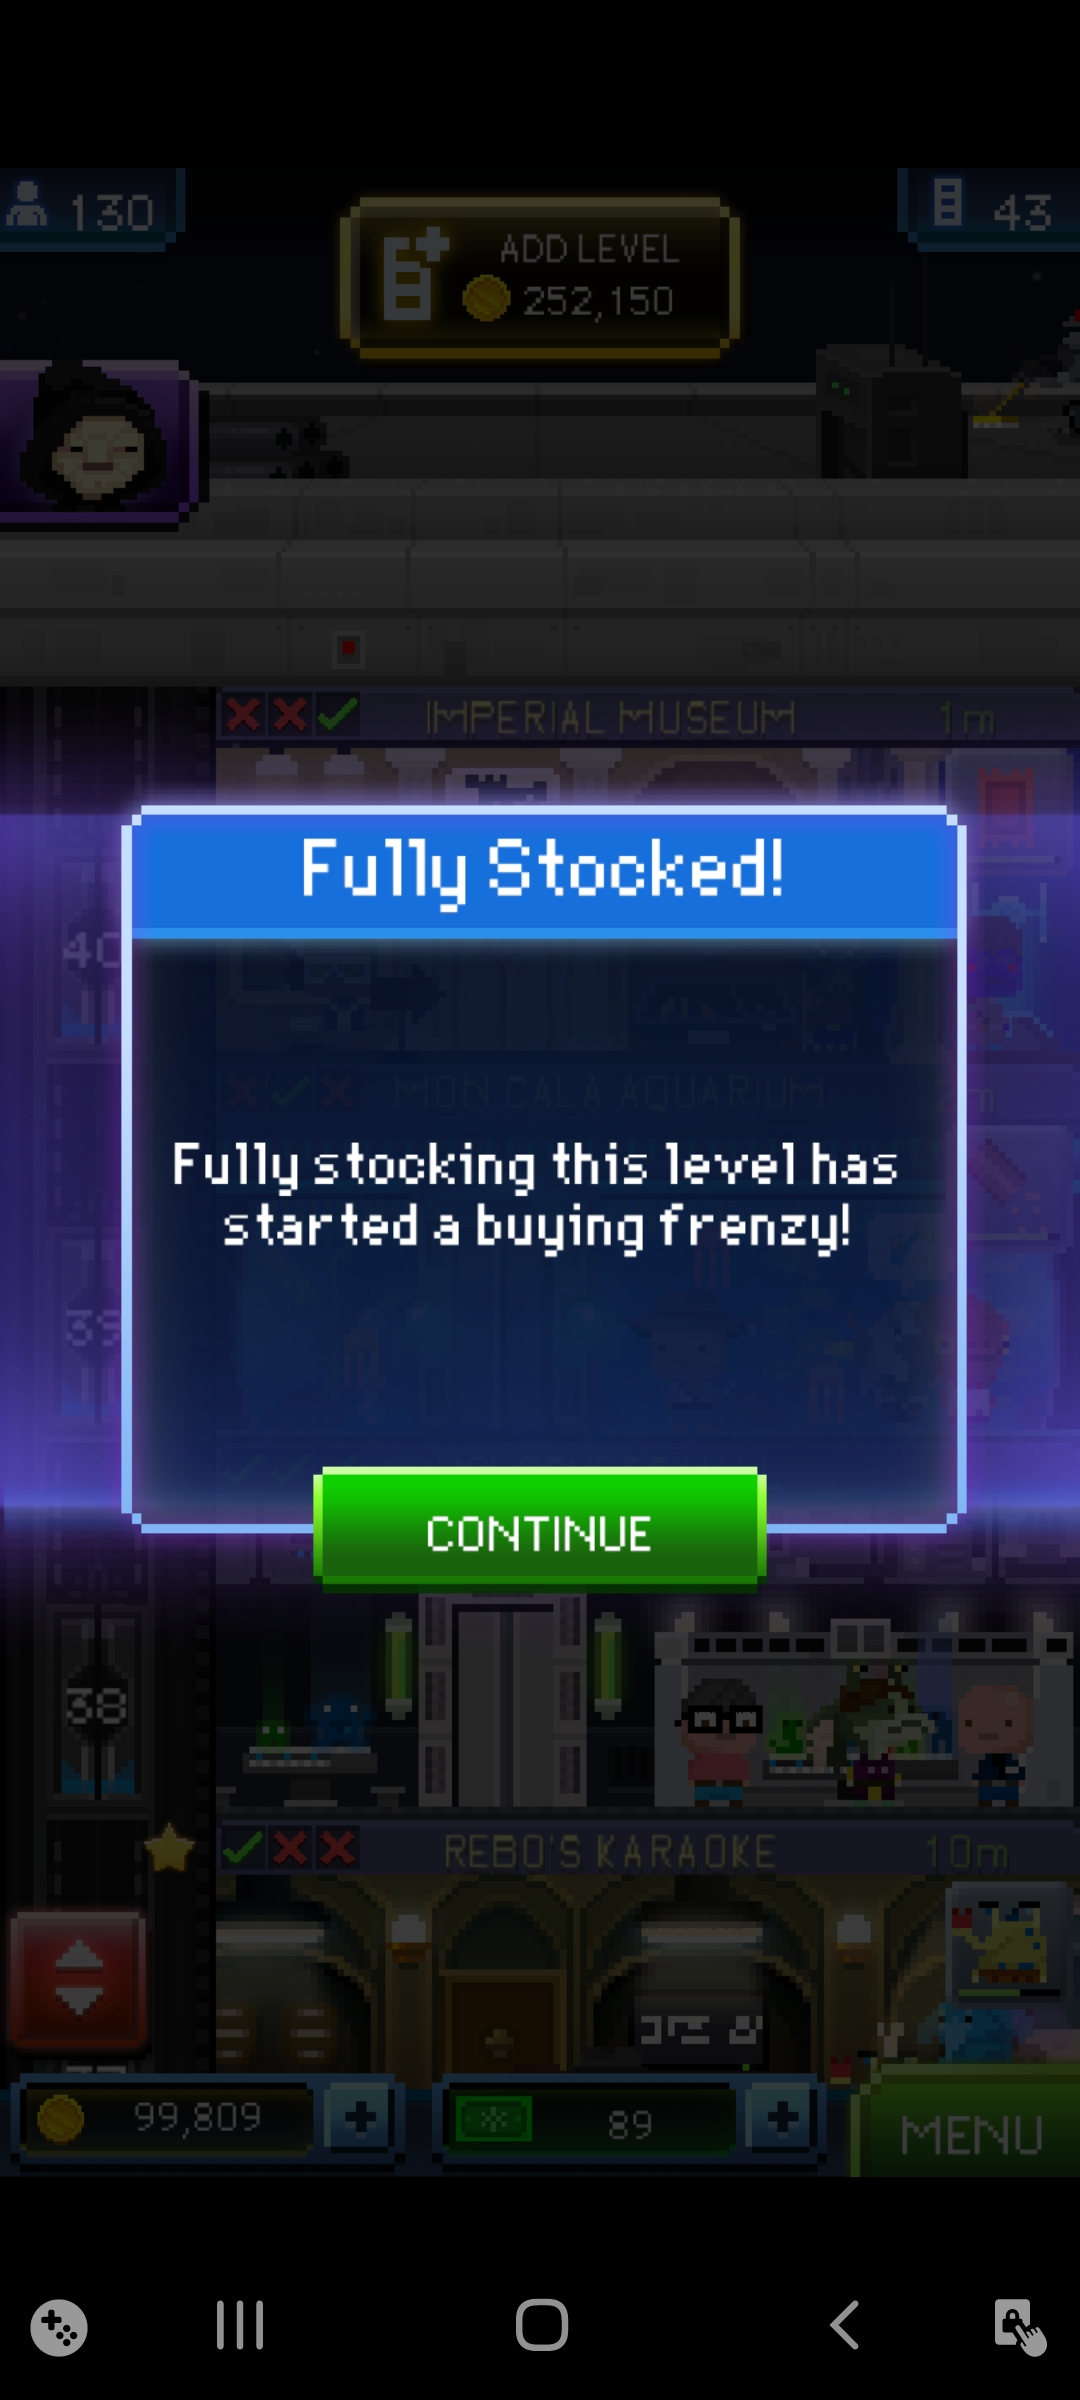 130
ADD LEVEL
252,150
43
IMPERIAL MUSEUM 1m
Fully Stocked!
40
MON CALA AQUARIUM
Fully stocking this level has
started a buying frenzy!
39
CONTINUE
38
REBO'S KARAOKE 10m
99,809
89
MENU